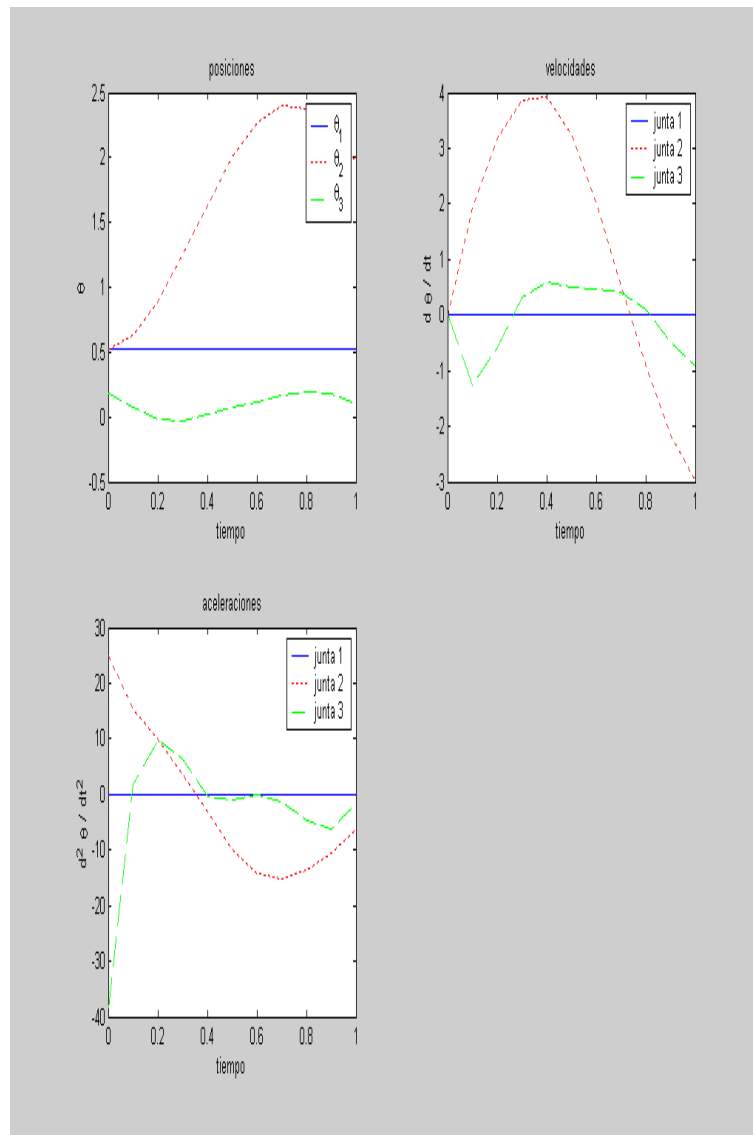 posiciones
2.5
2
1.5
1
0.5
0
-0.5
θ
θ1
θ2
θ3
0 0.2 0.4 0.6 0.8 1
tiempo
velocidades
4
3
2
1
0
-1
-2
-3
d θ / dt
junta 1
junta 2
junta 3
0 0.2 0.4 0.6 0.8 1
tiempo
aceleraciones
30
20
10
0
-10
-20
-30
-40
d² θ / dt²
junta 1
junta 2
junta 3
0 0.2 0.4 0.6 0.8 1
tiempo